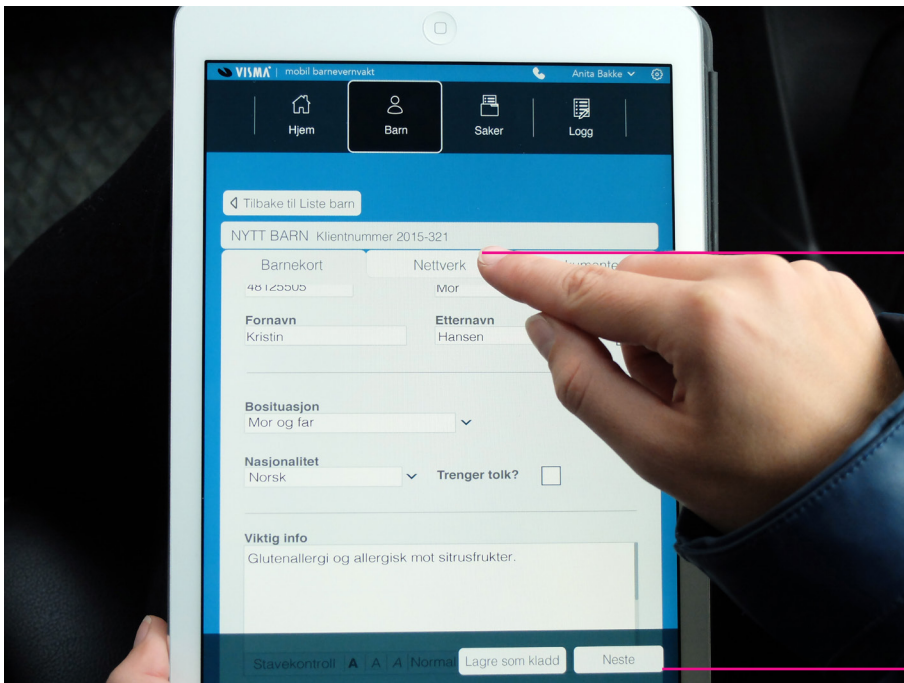 VISMA | mobil barnevernvakt Anita Bakke
Hjem Barn Saker Logg
Tilbake til Liste barn
NYTT BARN Klientnummer 2015-321
Barnekort Nettverk
48125505 Mor
Fornavn Etternavn
Kristin Hansen
Bosituasjon
Mor og far
Nasjonalitet
Norsk Trenger tolk?
Viktig info
Glutenallergi og allergisk mot sitrusfrukter.
Stavekontroll A A A Normal Lagre som kladd Neste